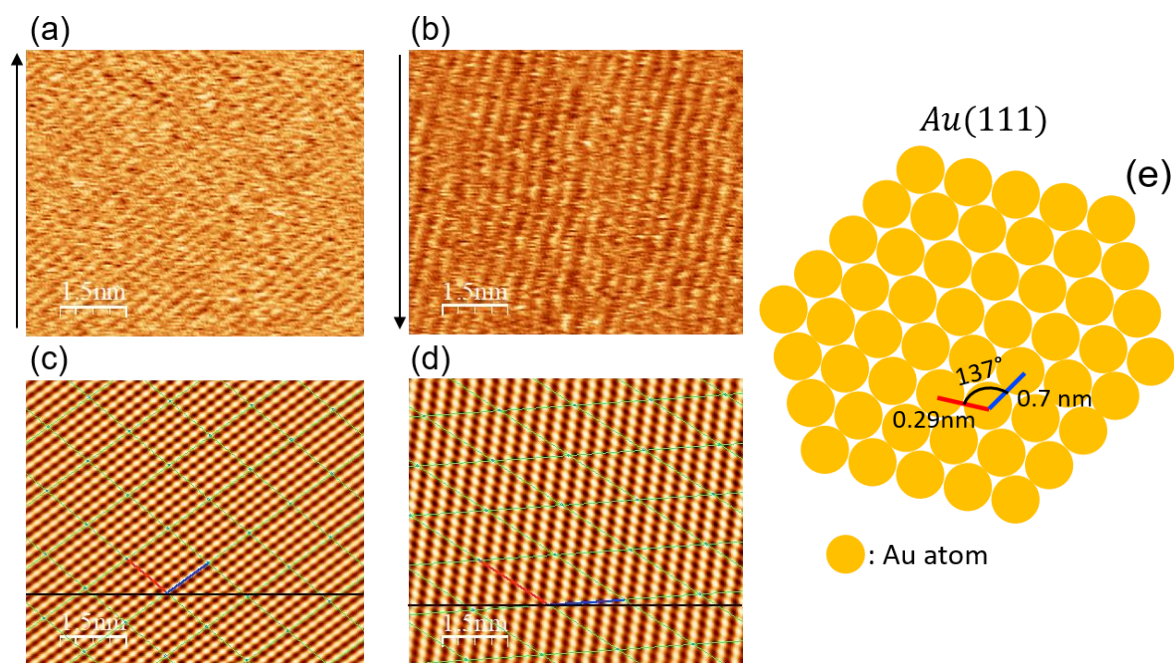 (a)
(b)
1.5nm
1.5nm
(c)
(d)
1.5nm
1.5nm
Au(111)
(e)
137°
0.7 nm
0.29nm
: Au atom